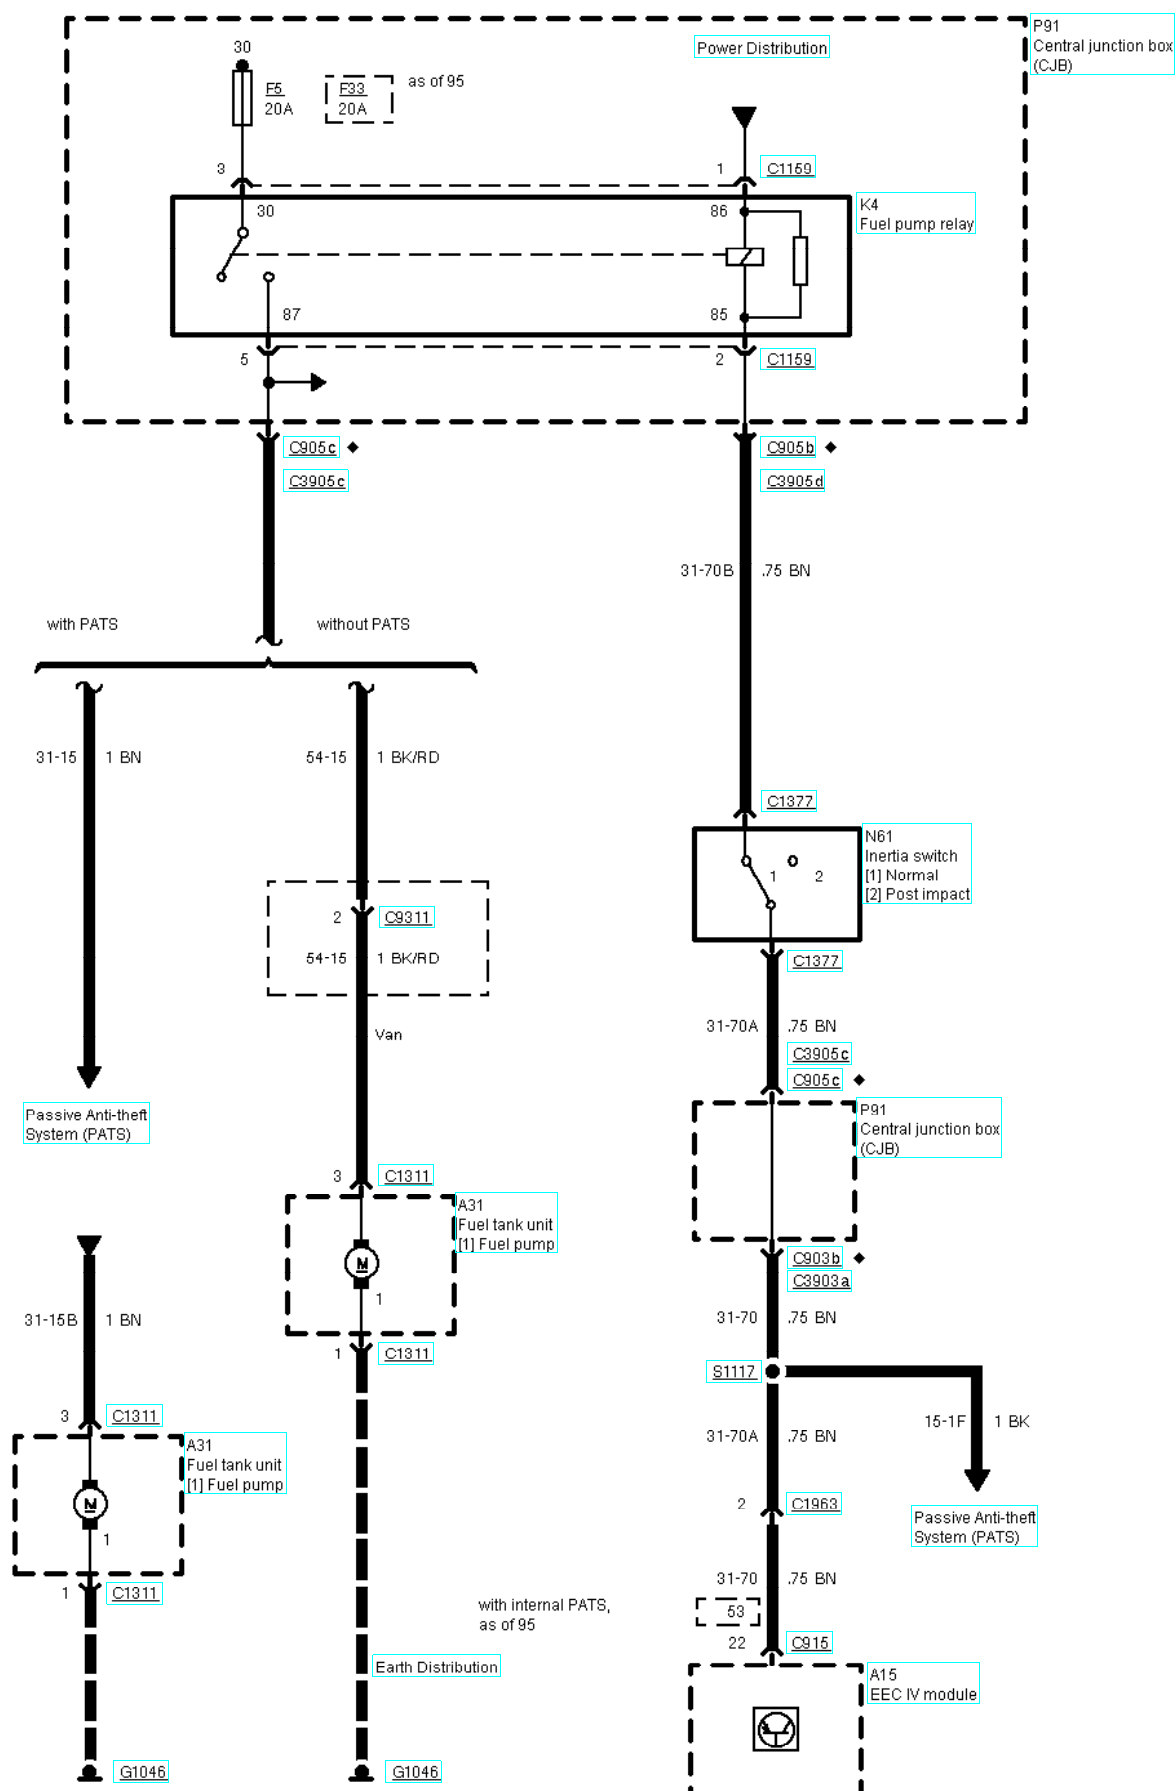 P91
Central junction box
(CJB)
Power Distribution
30
F5
20A
F33
20A
as of 95
3
1
C1159
30
86
K4
Fuel pump relay
87
85
5
2
C1159
C905c
C3905c
C905b
C3905d
31-70B
.75 BN
with PATS
without PATS
31-15
1 BN
54-15
1 BK/RD
C1377
N61
Inertia switch
[1] Normal
[2] Post impact
1
2
2
C9311
54-15
1 BK/RD
C1377
Van
31-70A
.75 BN
C3905c
C905c
Passive Anti-theft
System (PATS)
P91
Central junction box
(CJB)
3
C1311
A31
Fuel tank unit
[1] Fuel pump
M
1
C903b
C3903a
31-15B
1 BN
31-70
.75 BN
1
C1311
S1117
3
C1311
15-1F
1 BK
31-70A
.75 BN
A31
Fuel tank unit
[1] Fuel pump
M
1
2
C1963
Passive Anti-theft
System (PATS)
1
C1311
31-70
.75 BN
with internal PATS,
as of 95
53
22
C915
Earth Distribution
A15
EEC IV module
G1046
G1046